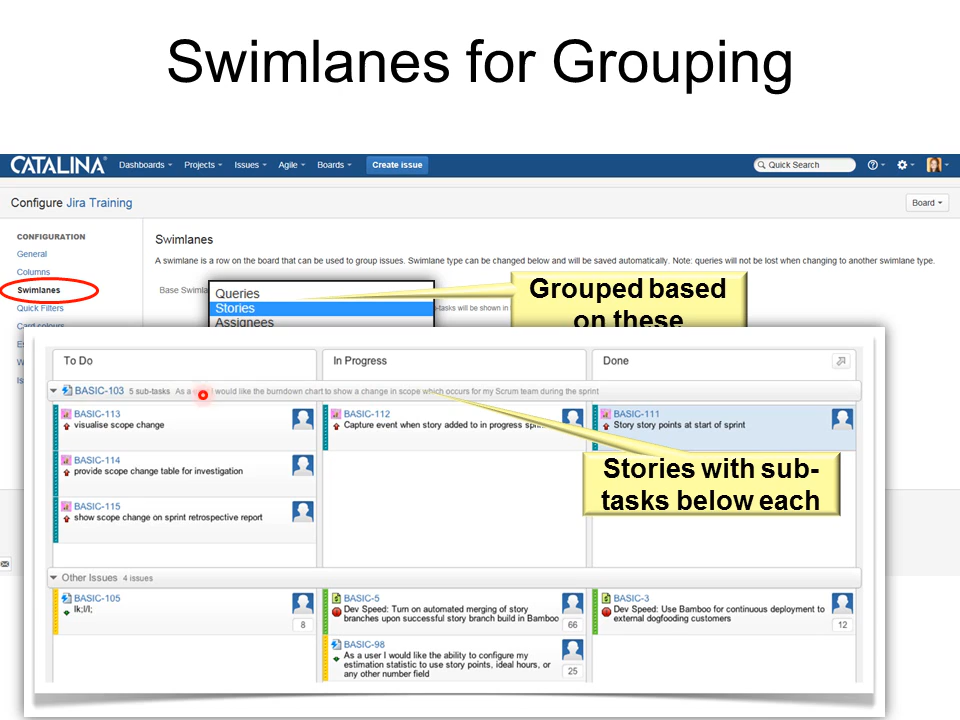 Swimlanes for Grouping
CATALINA Dashboards Projects Issues Agile Boards Create issue Quick Search
Configure Jira Training Board
CONFIGURATION
General
Columns
Swimlanes
Quick Filters
Card colours
Swimlanes
A swimlane is a row on the board that can be used to group issues. Swimlane type can be changed below and will be saved automatically. Note: queries will not be lost when changing to another swimlane type.
Base Swimla
Queries
Stories
Assignees
-tasks will be shown in
Grouped based
on these
To Do In Progress Done
BASIC-103 5 sub-tasks As a would like the burndown chart to show a change in scope which occurs for my Scrum team during the sprint
BASIC-113
visualise scope change
BASIC-114
provide scope change table for investigation
BASIC-115
show scope change on sprint retrospective report
BASIC-112
Capture event when story added to in progress
BASIC-111
Story story points at start of sprint
Stories with sub-
tasks below each
Other Issues 4 issues
BASIC-105
lk;l/l;
8
BASIC-5
Dev Speed: Turn on automated merging of story
branches upon successful story branch build in Bamboo
66
BASIC-98
As a user I would like the ability to configure my
estimation statistic to use story points, ideal hours, or
any other number field
25
BASIC-3
Dev Speed: Use Bamboo for continuous deployment to
external dogfooding customers
12